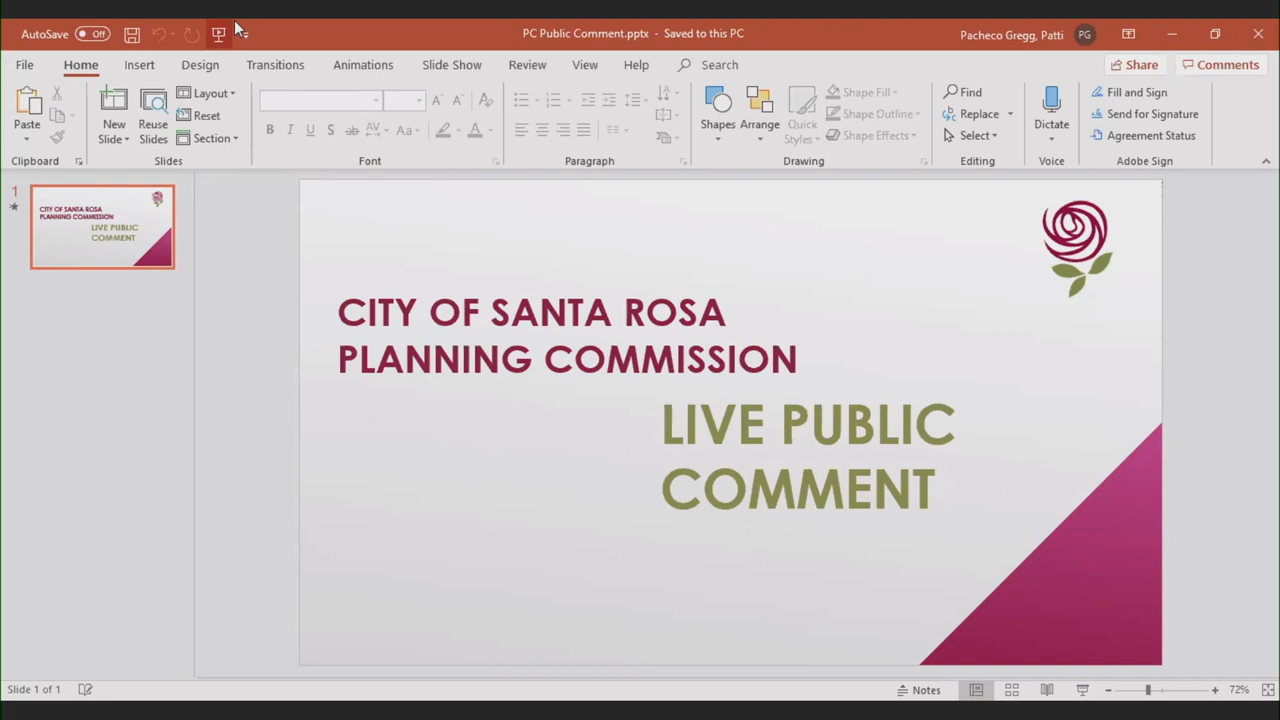 AutoSave Off
PC Public Comment.pptx - Saved to this PC
Pacheco Gregg, Patti PG
File Home Insert Design Transitions Animations Slide Show Review View Help Search Share Comments
Paste
Clipboard
New Slide
Reuse Slides
Layout
Reset
Section
Slides
B I U S ab AV Aa A
Font
Paragraph
Shapes
Arrange
Quick Styles
Shape Fill
Shape Outline
Shape Effects
Drawing
Find
Replace
Select
Editing
Dictate
Voice
Fill and Sign
Send for Signature
Agreement Status
Adobe Sign
1
CITY OF SANTA ROSA
PLANNING COMMISSION
LIVE PUBLIC
COMMENT
CITY OF SANTA ROSA
PLANNING COMMISSION
LIVE PUBLIC
COMMENT
Slide 1 of 1
Notes
72%